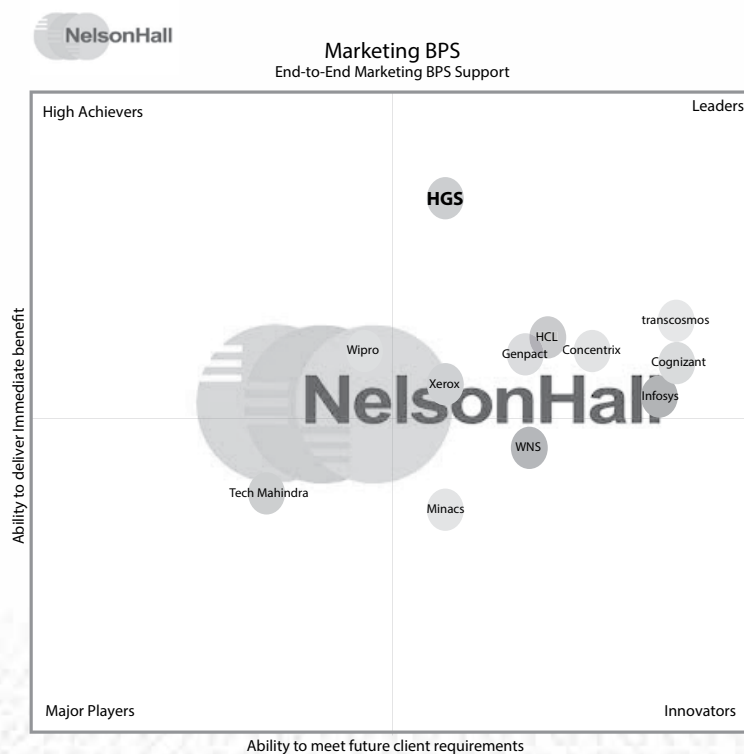 NelsonHall
Marketing BPS
End-to-End Marketing BPS Support
High Achievers
Leaders
HGS
transcosmos
HCL
Wipro
Genpact
Concentrix
Cognizant
Xerox
NelsonHall
Infosys
WNS
Tech Mahindra
Minacs
Ability to deliver Immediate benefit
Major Players
Innovators
Ability to meet future client requirements